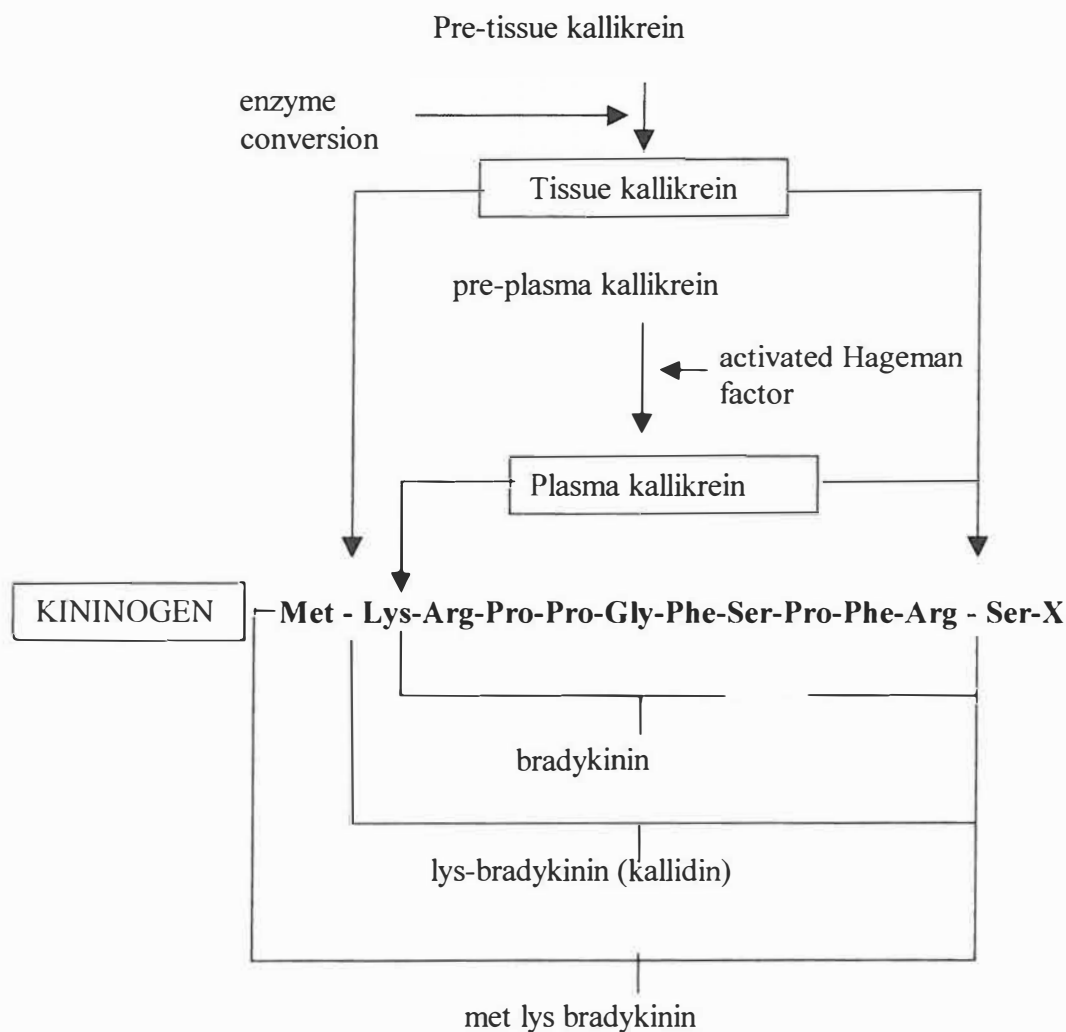 Pre-tissue kallikrein
enzyme
conversion
Tissue kallikrein
pre-plasma kallikrein
activated Hageman
factor
Plasma kallikrein
KININOGEN
Met - Lys-Arg-Pro-Pro-Gly-Phe-Ser-Pro-Phe-Arg - Ser-X
bradykinin
lys-bradykinin (kallidin)
met lys bradykinin